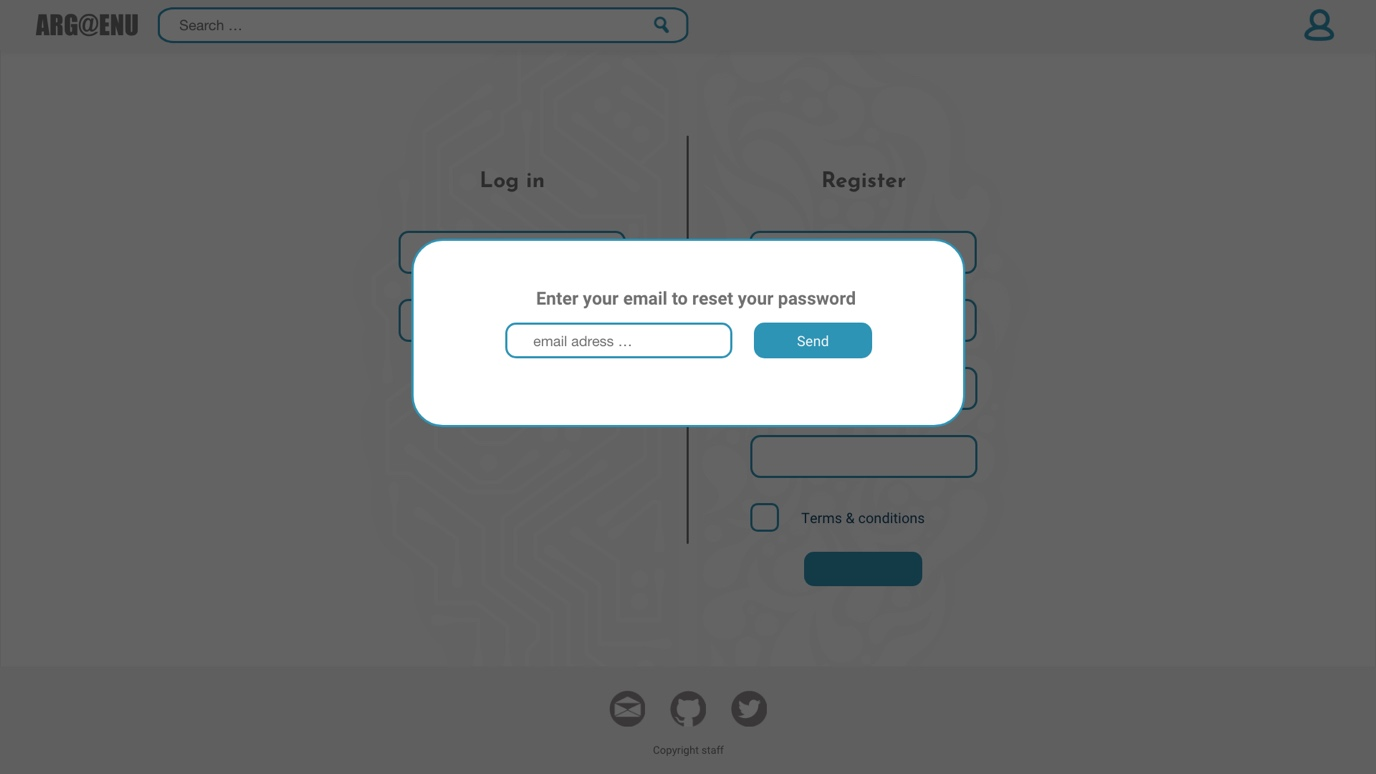 ARG@ENU
Search ...
Log in
Register
Enter your email to reset your password
email adress ...
Send
Terms & conditions
Copyright staff